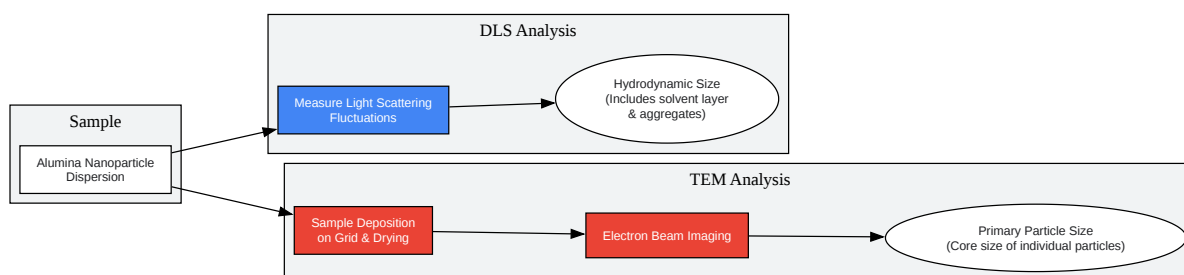 Sample
Alumina Nanoparticle
Dispersion
DLS Analysis
Measure Light Scattering
Fluctuations
Hydrodynamic Size
(Includes solvent layer
& aggregates)
TEM Analysis
Sample Deposition
on Grid & Drying
Electron Beam Imaging
Primary Particle Size
(Core size of individual particles)